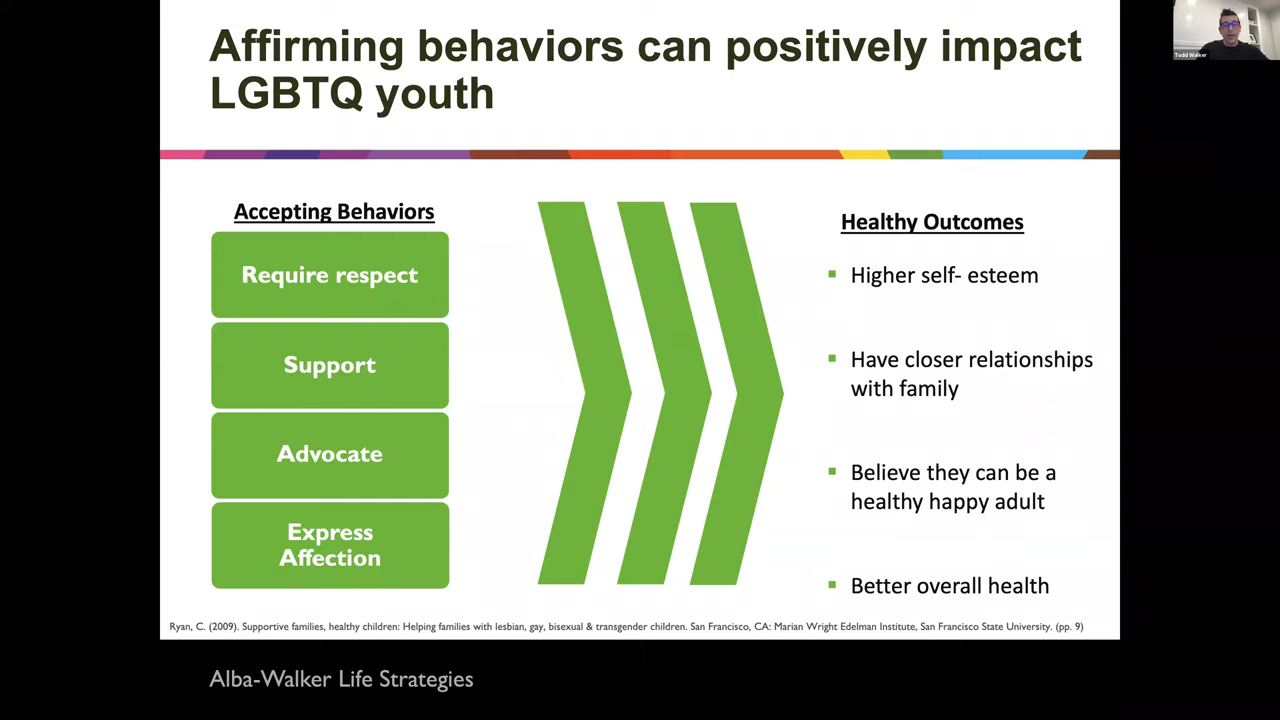 Affirming behaviors can positively impact
LGBTQ youth
Todd Walker
Accepting Behaviors
Require respect
Support
Advocate
Express
Affection
Healthy Outcomes
▪ Higher self- esteem
▪ Have closer relationships
with family
▪ Believe they can be a
healthy happy adult
▪ Better overall health
Ryan, C. (2009). Supportive families, healthy children: Helping families with lesbian, gay, bisexual & transgender children. San Francisco, CA: Marian Wright Edelman Institute, San Francisco State University. (pp. 9)
Alba-Walker Life Strategies